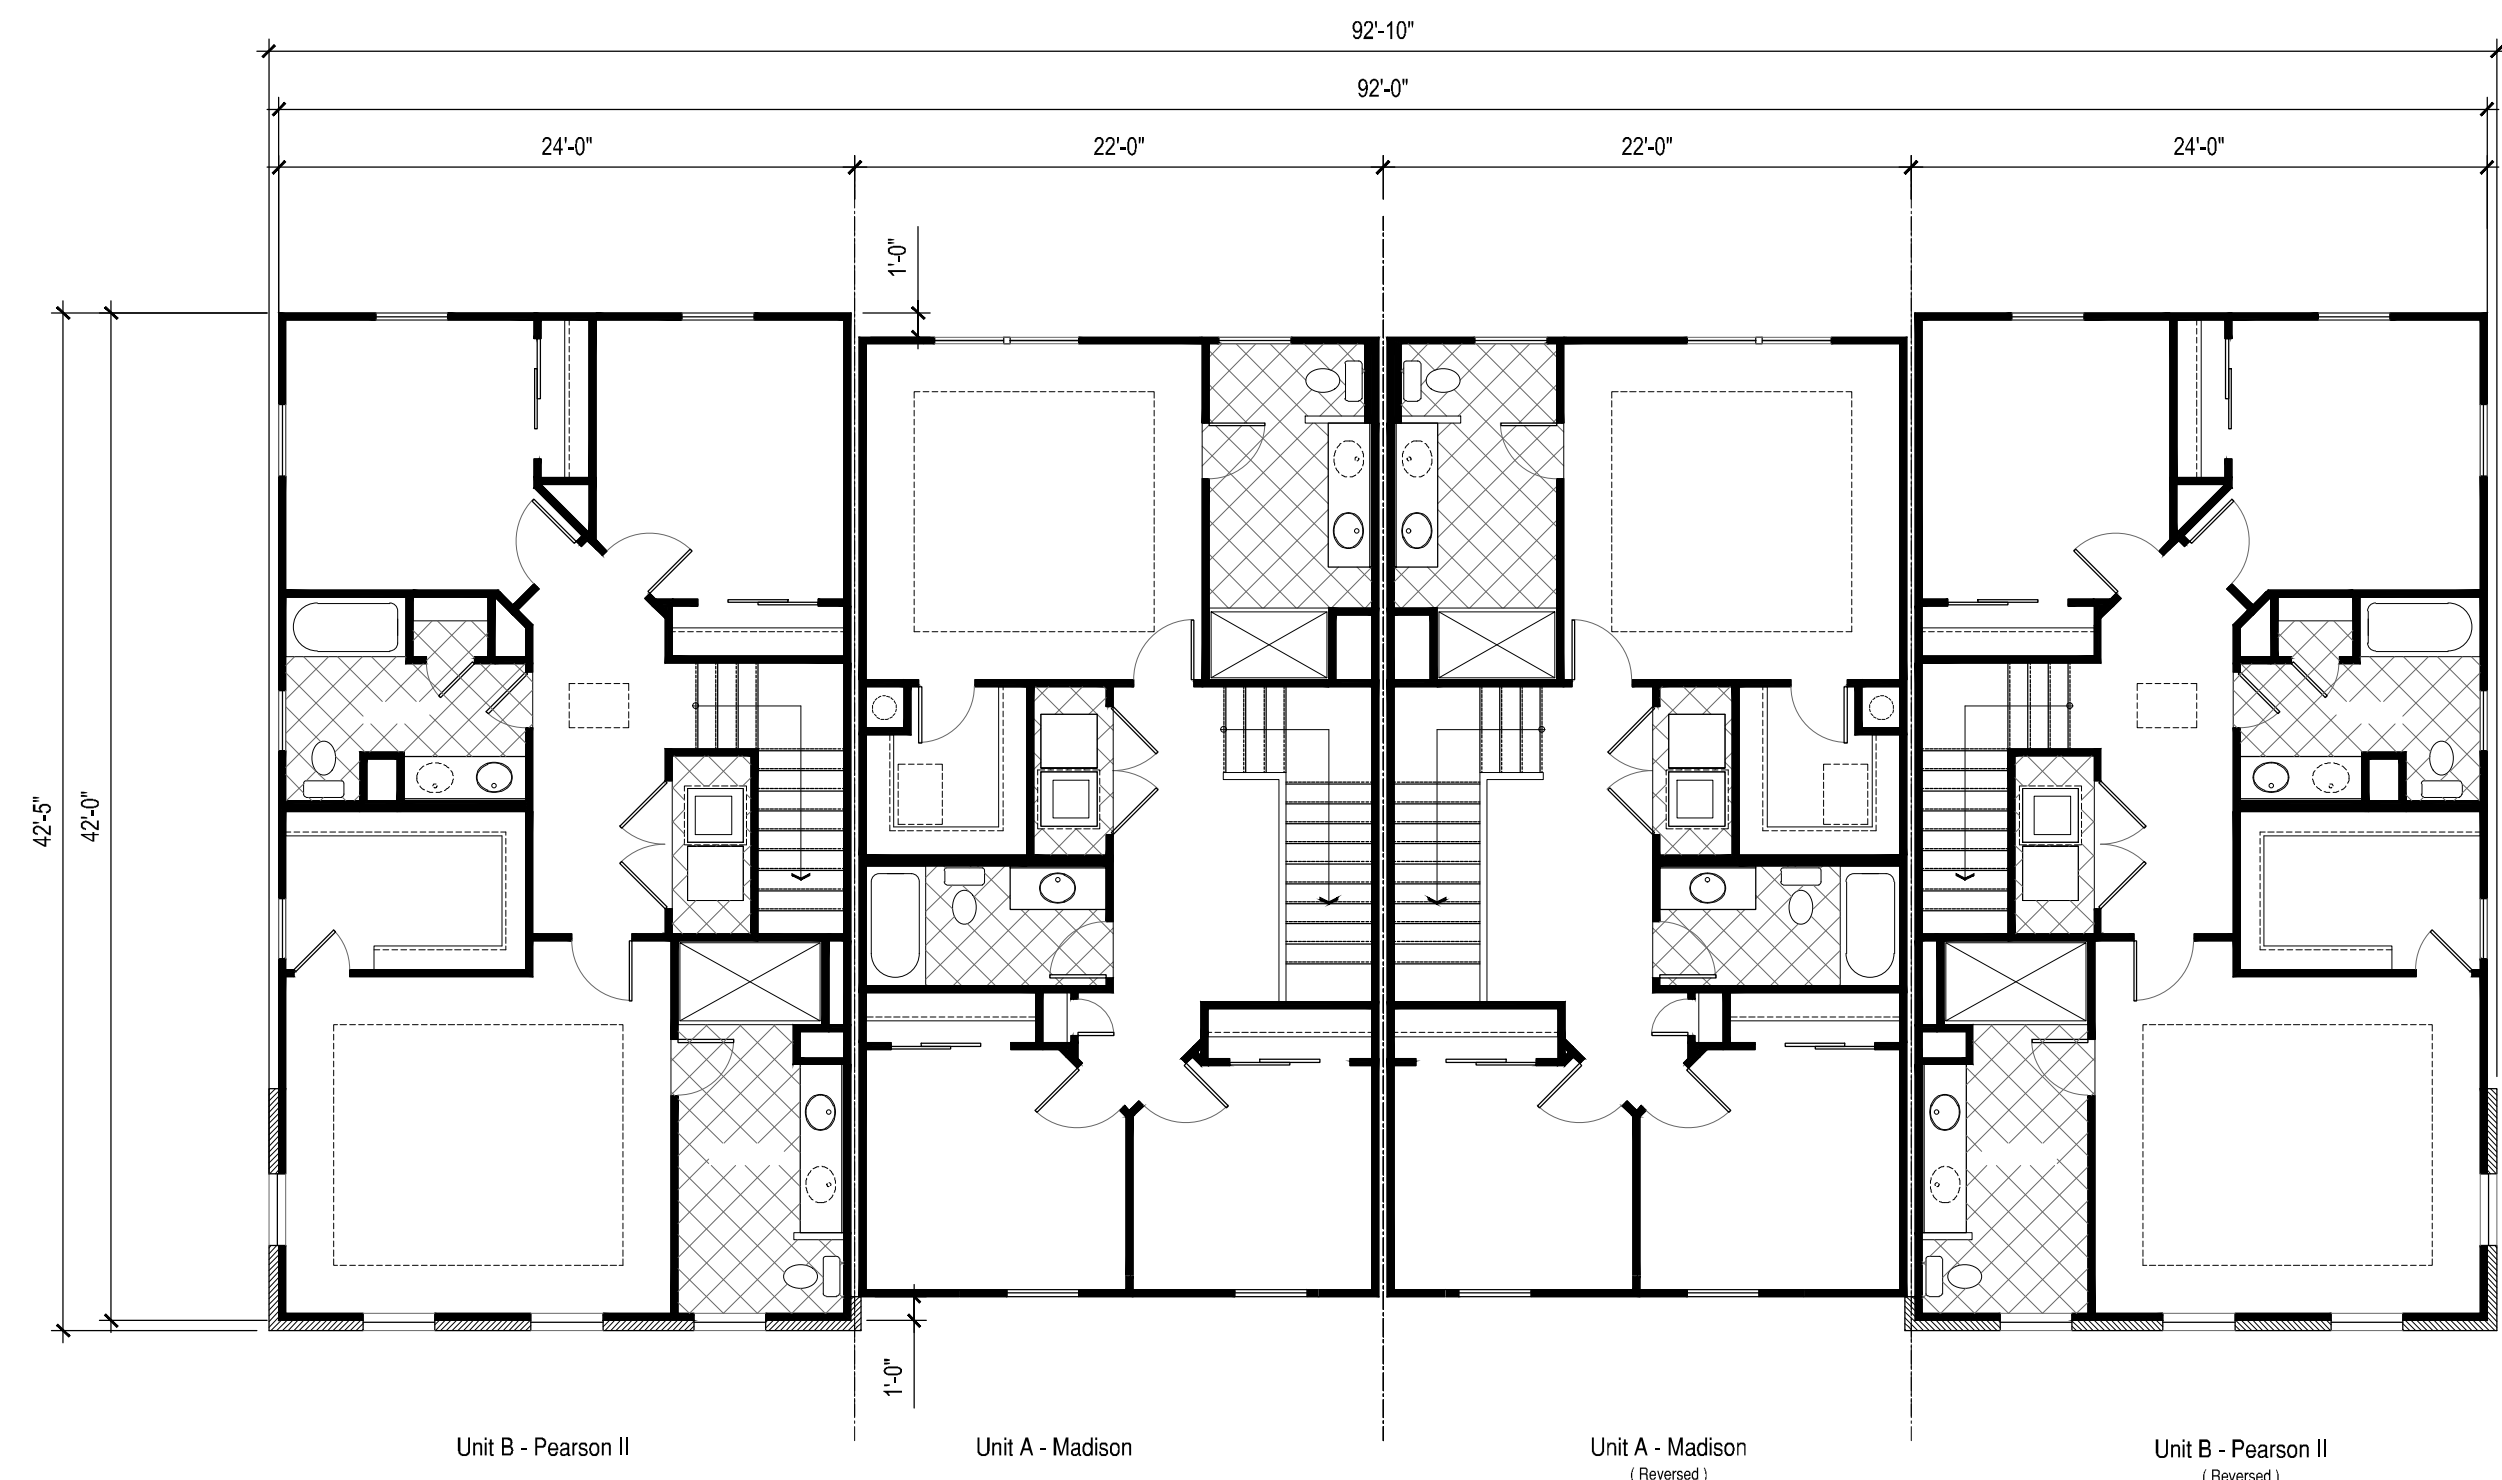 92'-10"
92'-0"
24'-0"
22'-0"
22'-0"
24'-0"
1'-0"
42'-5"
42'-0"
1'-0"
Unit B - Pearson II
Unit A - Madison
Unit A - Madison
( Reversed )
Unit B - Pearson II
( Reversed )